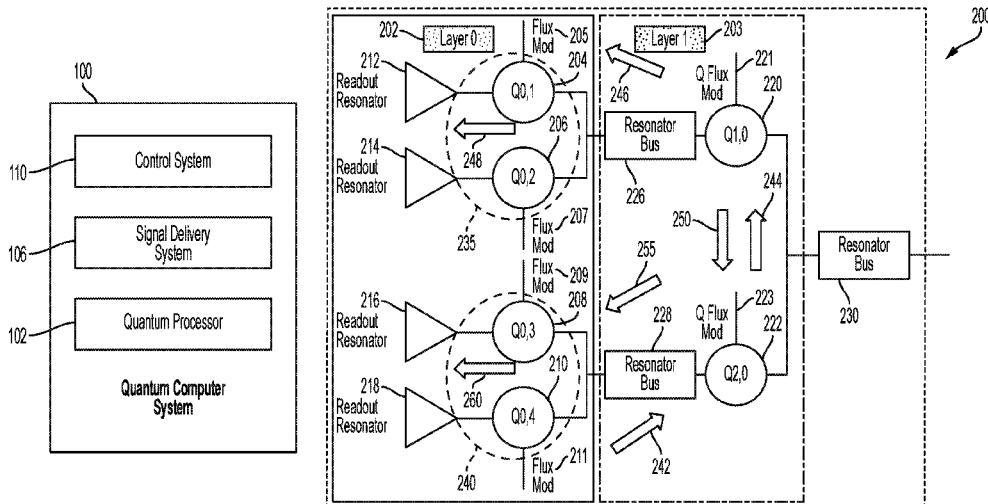 200
100
Control System
110
Signal Delivery
System
106
Quantum Processor
102
Quantum Computer
System
202
Layer 0
Flux
Mod
205
204
212
Readout
Resonator
Q0,1
248
206
214
Readout
Resonator
Q0,2
235
Flux
Mod
207
Flux
Mod
209
208
216
Readout
Resonator
Q0,3
260
210
218
Readout
Resonator
Q0,4
240
Flux
Mod
211
Layer 1
203
246
Q Flux
Mod
221
220
Resonator
Bus
226
Q1,0
250
244
255
228
Q Flux
Mod
223
222
Resonator
Bus
Q2,0
242
Resonator
Bus
230